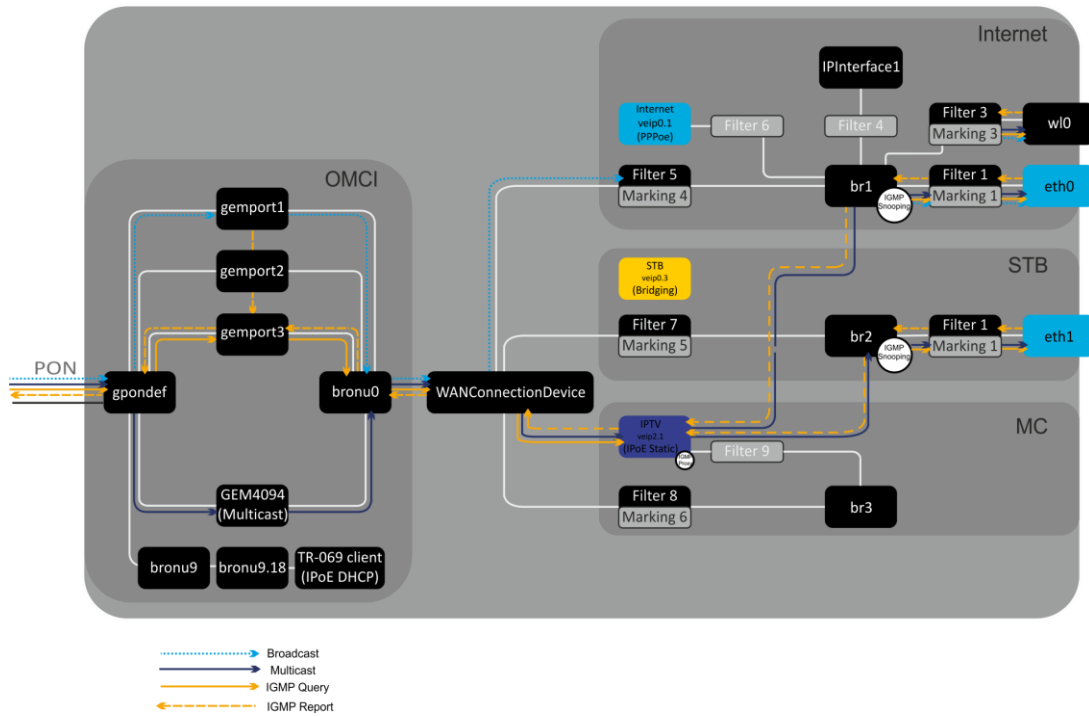 Internet
IPInterface1
Internet
veip0.1
(PPPoe)
Filter 6
Filter 4
Filter 3
Marking 3
wl0
Filter 5
Marking 4
br1
IGMP
Snooping
Filter 1
Marking 1
eth0
OMCI
gemport1
gemport2
gemport3
STB
STB
veip0.3
(Bridging)
Filter 7
Marking 5
br2
IGMP
Snooping
Filter 1
Marking 1
eth1
PON
gpondef
bronu0
WANConnectionDevice
MC
IPTV
veip2.1
(IPoE Static)
IGMP
Proxy
Filter 9
Filter 8
Marking 6
br3
GEM4094
(Multicast)
bronu9
bronu9.18
TR-069 client
(IPoE DHCP)
Broadcast
Multicast
IGMP Query
IGMP Report